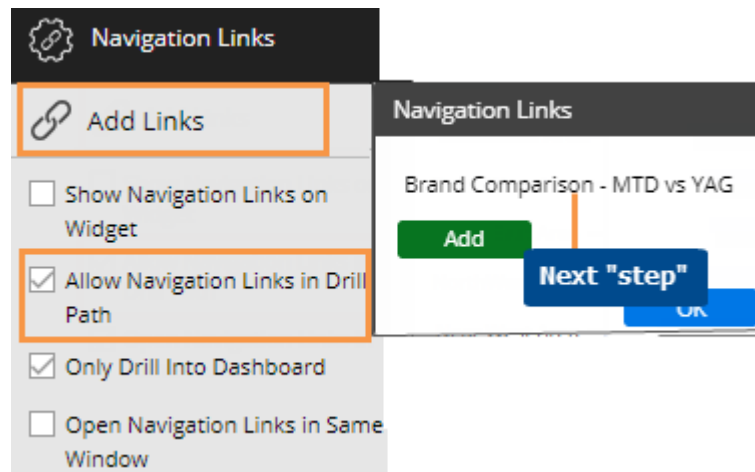 Navigation Links
Add Links
Show Navigation Links on
Widget
Allow Navigation Links in Drill
Path
Only Drill Into Dashboard
Open Navigation Links in Same
Window
Navigation Links
Brand Comparison - MTD vs YAG
Add
Next "step"
OK